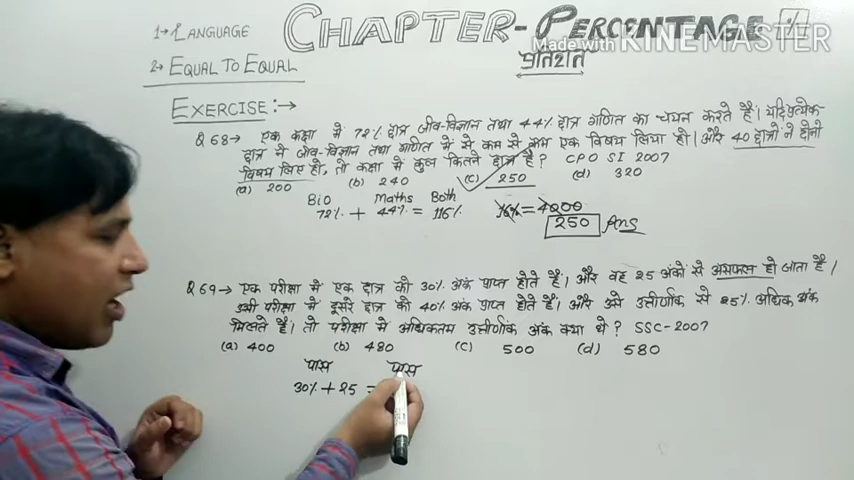 1→ LANGUAGE
2→ EQUAL TO EQUAL
CHAPTER - PERCENTAGE %
Made with KINEMASTER
प्रतिशत
EXERCISE:→
Q 68→ एक कक्षा में 72% छात्र जीव-विज्ञान तथा 44% छात्र गणित का चयन करते हैं। यदि प्रत्येक
छात्र ने जीव-विज्ञान तथा गणित में से कम से कम एक विषय लिया हो। और 40 छात्रों ने दोनों
विषय लिए हो, तो कक्षा में कुल कितने छात्र हैं? CPO SI 2007
(a) 200 (b) 240 (c) 250 (d) 320
Bio Maths Both
72% + 44% = 116% 16% = 4000
250 Ans
Q 69→ एक परीक्षा में एक छात्र को 30% अंक प्राप्त होते हैं। और वह 25 अंकों से असफल हो जाता है।
उसी परीक्षा में दूसरे छात्र को 40% अंक प्राप्त होते हैं। और उसे उत्तीर्णांक से 25% अधिक अंक
मिलते हैं। तो परीक्षा में अधिकतम उत्तीर्णांक अंक क्या थे? SSC-2007
(a) 400 (b) 480 (c) 500 (d) 580
पास पास
30% + 25 =